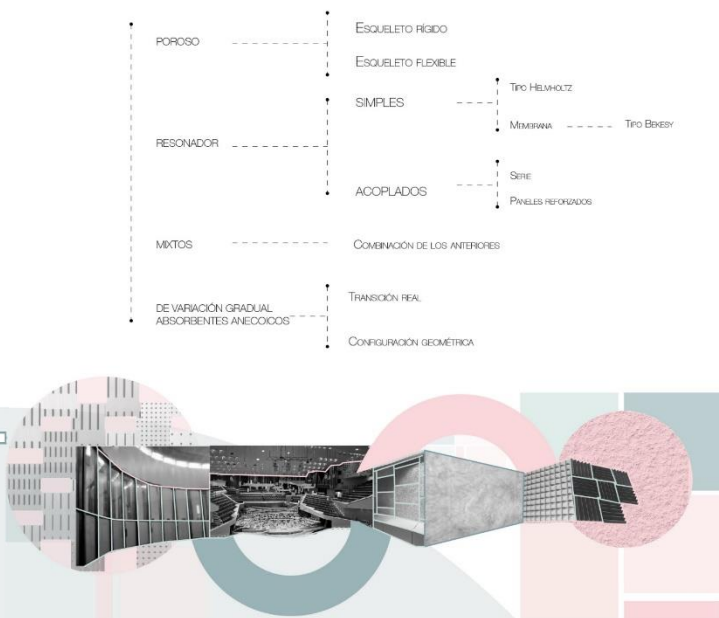 POROSO
ESQUELETO RÍGIDO
ESQUELETO FLEXIBLE
RESONADOR
SIMPLES
TIPO HELMHOLTZ
MEMBRANA
TIPO BEKESY
ACOPLADOS
SERIE
PANELES REFORZADOS
MIXTOS
COMBINACIÓN DE LOS ANTERIORES
DE VARIACIÓN GRADUAL
ABSORBENTES ANECOICOS
TRANSICIÓN REAL
CONFIGURACIÓN GEOMÉTRICA